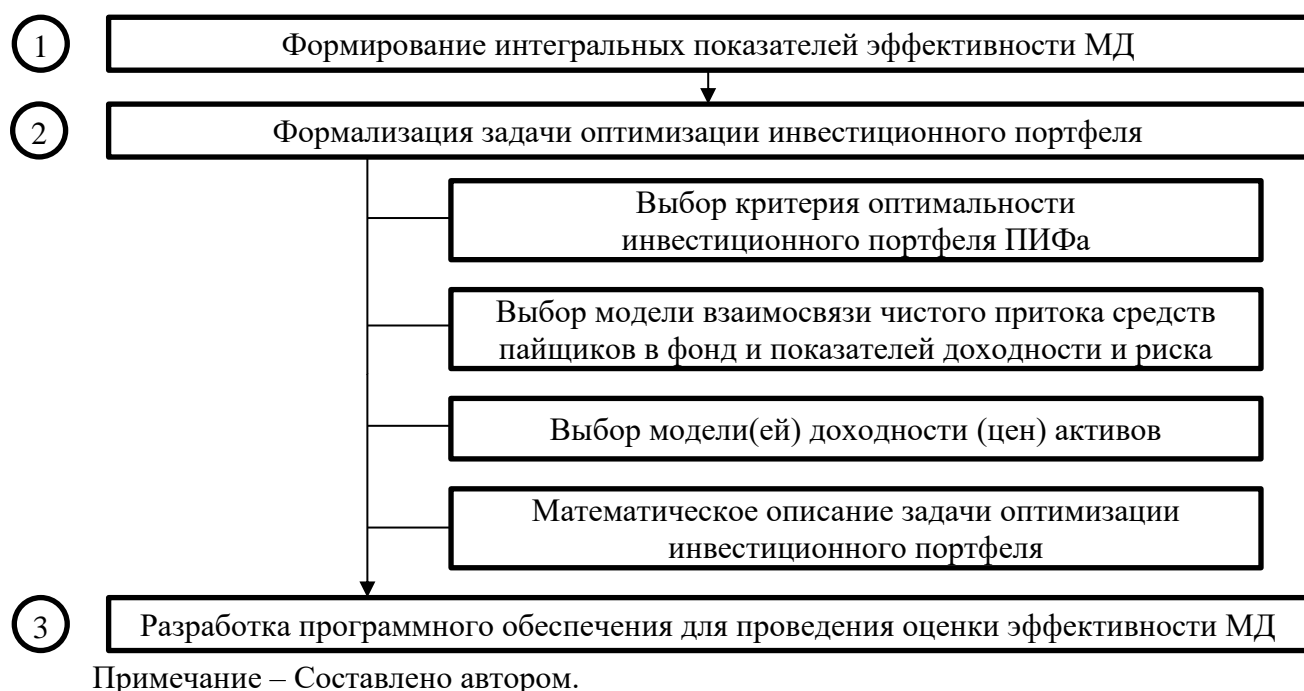 1
Формирование интегральных показателей эффективности МД
2
Формализация задачи оптимизации инвестиционного портфеля
Выбор критерия оптимальности
инвестиционного портфеля ПИФа
Выбор модели взаимосвязи чистого притока средств
пайщиков в фонд и показателей доходности и риска
Выбор модели(ей) доходности (цен) активов
Математическое описание задачи оптимизации
инвестиционного портфеля
3
Разработка программного обеспечения для проведения оценки эффективности МД
Примечание – Составлено автором.